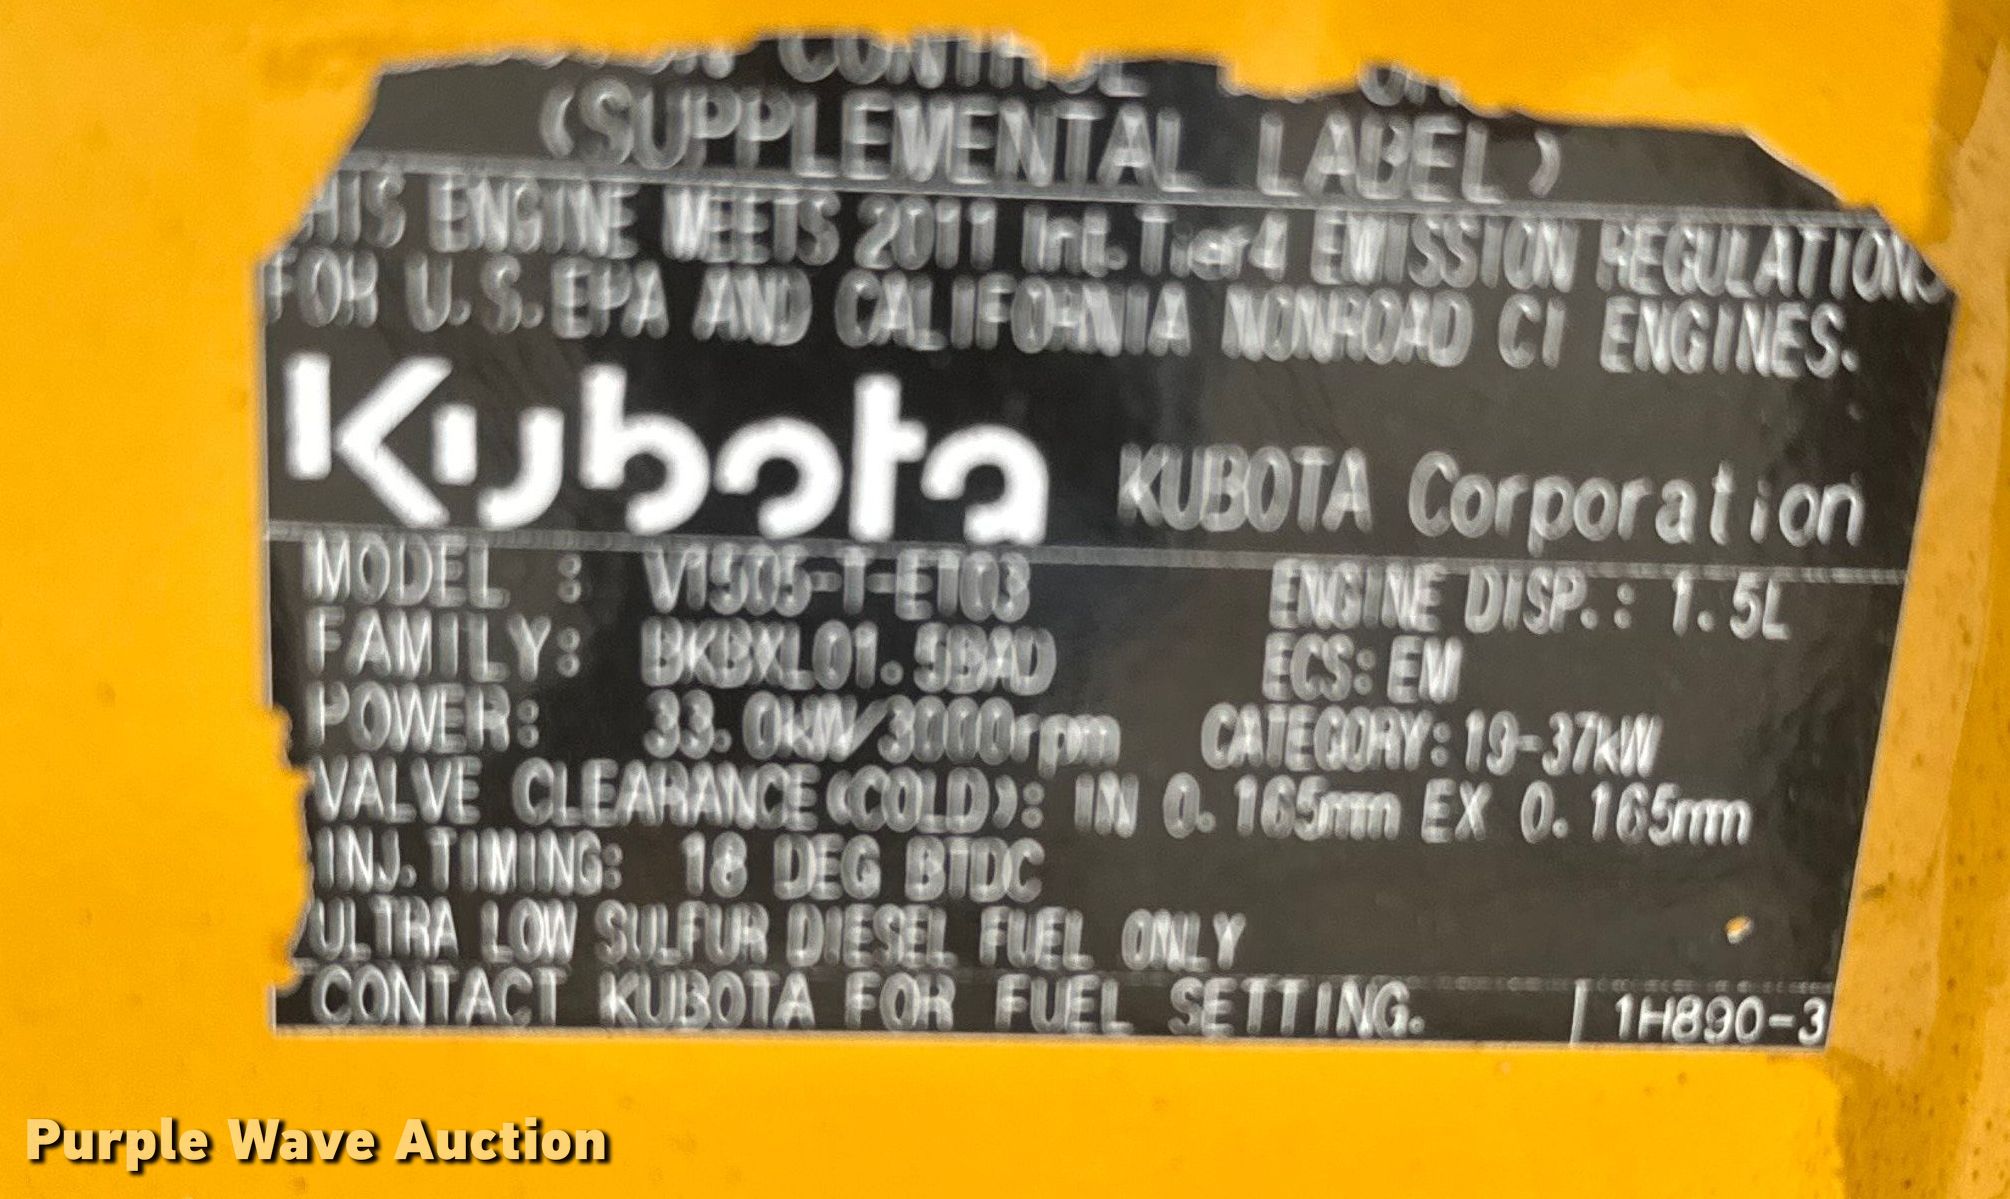 CONTROL
(SUPPLEMENTAL LABEL)
THIS ENGINE MEETS 2011 Int.Tier4 EMISSION REGULATIONS
FOR U.S.EPA AND CALIFORNIA NONROAD CI ENGINES.
Kubota KUBOTA Corporation
MODEL : V1505-T-ET03 ENGINE DISP.: 1.5L
FAMILY: BKBXL01.5BAD ECS: EM
POWER: 33.0kW/3000rpm CATEGORY: 19-37kW
VALVE CLEARANCE(COLD): IN 0.165mm EX 0.165mm
INJ.TIMING: 18 DEG BTDC
ULTRA LOW SULFUR DIESEL FUEL ONLY
CONTACT KUBOTA FOR FUEL SETTING. 1H890-3
Purple Wave Auction